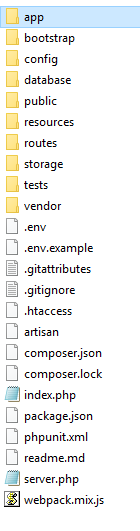 app
bootstrap
config
database
public
resources
routes
storage
tests
vendor
.env
.env.example
.gitattributes
.gitignore
.htaccess
artisan
composer.json
composer.lock
index.php
package.json
phpunit.xml
readme.md
server.php
webpack.mix.js